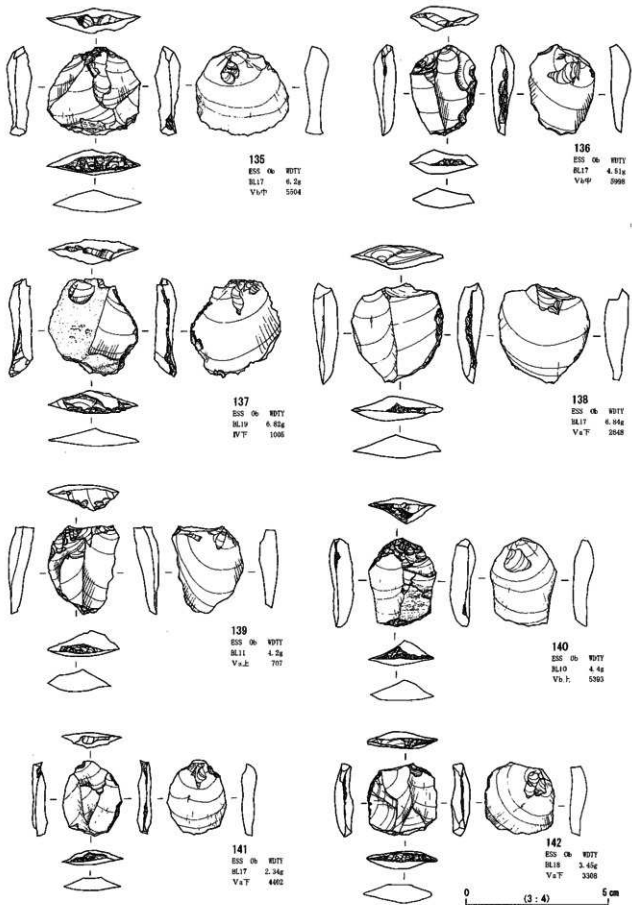 135
ESS Ob WDTY
BL17 6.2g
Vb中 5504
136
ESS Ob WDTY
BL17 4.51g
Vb中 5998
137
ESS Ob WDTY
BL19 6.82g
Ⅳ下 1005
138
ESS Ob WDTY
BL17 6.84g
Va下 2648
139
ESS Ob WDTY
BL11 4.2g
Va上 707
140
ESS Ob WDTY
BL10 4.4g
Vb上 5393
141
ESS Ob WDTY
BL17 2.34g
Va下 4462
142
ESS Ob WDTY
BL18 3.45g
Va下 3308
0 5 cm
(3 : 4)